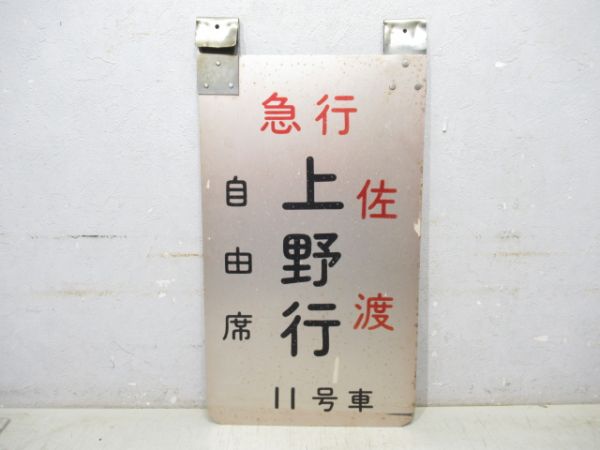 急行
佐渡
上野行
自由席
11号車